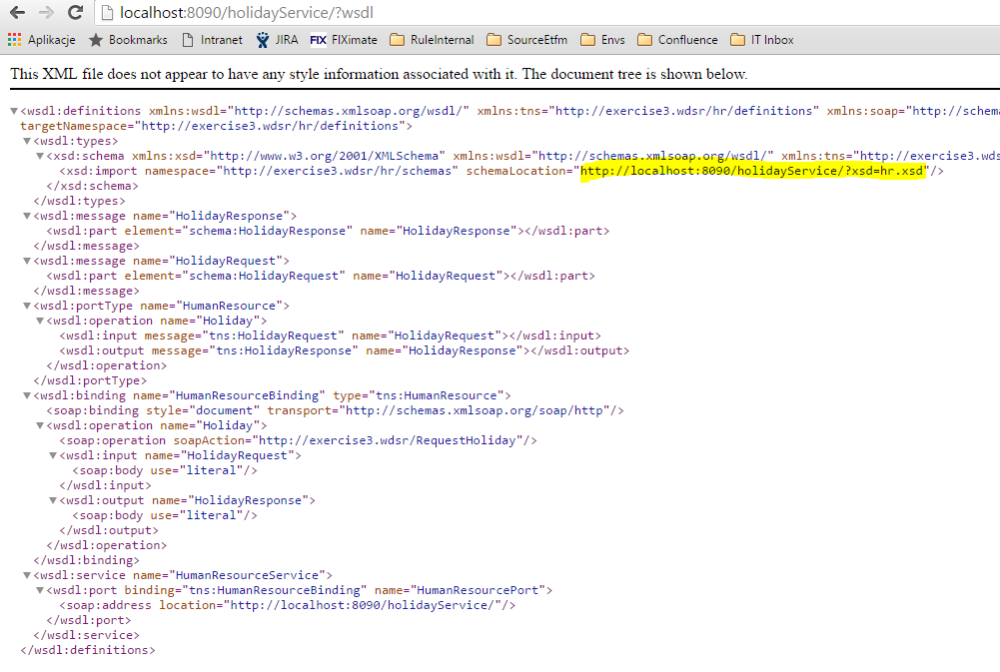 localhost:8090/holidayService/?wsdl
Aplikacje Bookmarks Intranet JIRA FIX FIXimate RuleInternal SourceEtfm Envs Confluence IT Inbox
This XML file does not appear to have any style information associated with it. The document tree is shown below.
<wsdl:definitions xmlns:wsdl="http://schemas.xmlsoap.org/wsdl/" xmlns:tns="http://exercise3.wdsr/hr/definitions" xmlns:soap="http://schema
targetNamespace="http://exercise3.wdsr/hr/definitions">
<wsdl:types>
<xsd:schema xmlns:xsd="http://www.w3.org/2001/XMLSchema" xmlns:wsdl="http://schemas.xmlsoap.org/wsdl/" xmlns:tns="http://exercise3.wds
<xsd:import namespace="http://exercise3.wdsr/hr/schemas" schemaLocation="http://localhost:8090/holidayService/?xsd=hr.xsd"/>
</xsd:schema>
</wsdl:types>
<wsdl:message name="HolidayResponse">
<wsdl:part element="schema:HolidayResponse" name="HolidayResponse"></wsdl:part>
</wsdl:message>
<wsdl:message name="HolidayRequest">
<wsdl:part element="schema:HolidayRequest" name="HolidayRequest"></wsdl:part>
</wsdl:message>
<wsdl:portType name="HumanResource">
<wsdl:operation name="Holiday">
<wsdl:input message="tns:HolidayRequest" name="HolidayRequest"></wsdl:input>
<wsdl:output message="tns:HolidayResponse" name="HolidayResponse"></wsdl:output>
</wsdl:operation>
</wsdl:portType>
<wsdl:binding name="HumanResourceBinding" type="tns:HumanResource">
<soap:binding style="document" transport="http://schemas.xmlsoap.org/soap/http"/>
<wsdl:operation name="Holiday">
<soap:operation soapAction="http://exercise3.wdsr/RequestHoliday"/>
<wsdl:input name="HolidayRequest">
<soap:body use="literal"/>
</wsdl:input>
<wsdl:output name="HolidayResponse">
<soap:body use="literal"/>
</wsdl:output>
</wsdl:operation>
</wsdl:binding>
<wsdl:service name="HumanResourceService">
<wsdl:port binding="tns:HumanResourceBinding" name="HumanResourcePort">
<soap:address location="http://localhost:8090/holidayService/"/>
</wsdl:port>
</wsdl:service>
</wsdl:definitions>